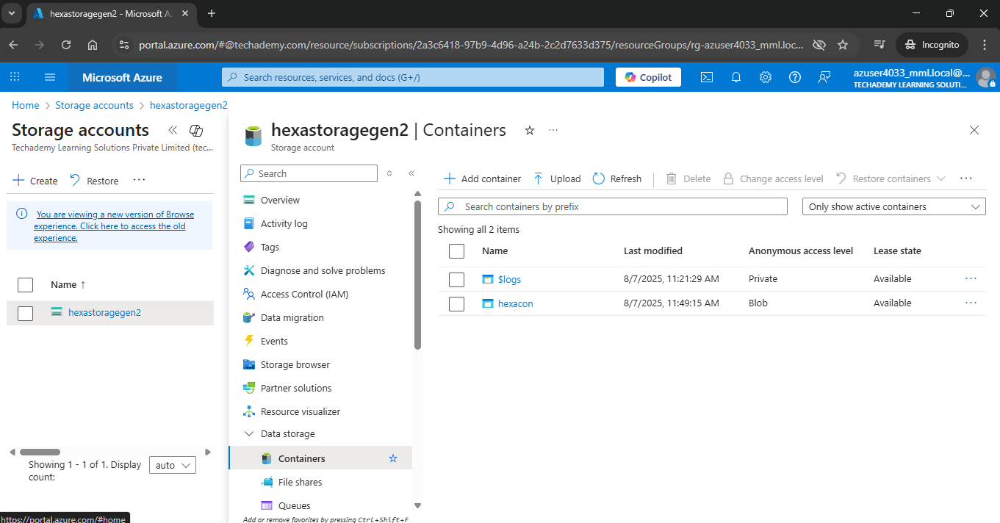 hexastoragegen2 - Microsoft Az
portal.azure.com/#@techademy.com/resource/subscriptions/2a3c6418-97b9-4d96-a24b-2c2d7633d375/resourceGroups/rg-azuser4033_mml.loc...
Incognito
Microsoft Azure
Search resources, services, and docs (G+/)
Copilot
azuser4033_mml.local@...
TECHADEMY LEARNING SOLUTI...
Home > Storage accounts > hexastoragegen2
Storage accounts
Techademy Learning Solutions Private Limited (tec...
Create
Restore
...
You are viewing a new version of Browse
experience. Click here to access the old
experience.
Name ↑
hexastoragegen2
Showing 1 - 1 of 1. Display
count:
auto
https://portal.azure.com/#home
hexastoragegen2 | Containers
...
Storage account
Search
Overview
Activity log
Tags
Diagnose and solve problems
Access Control (IAM)
Data migration
Events
Storage browser
Partner solutions
Resource visualizer
Data storage
Containers
File shares
Queues
Add or remove favorites by pressing Ctrl+Shift+F
Add container
Upload
Refresh
Delete
Change access level
Restore containers
...
Search containers by prefix
Only show active containers
Showing all 2 items
Name Last modified Anonymous access level Lease state
$logs 8/7/2025, 11:21:29 AM Private Available ...
hexacon 8/7/2025, 11:49:15 AM Blob Available ...